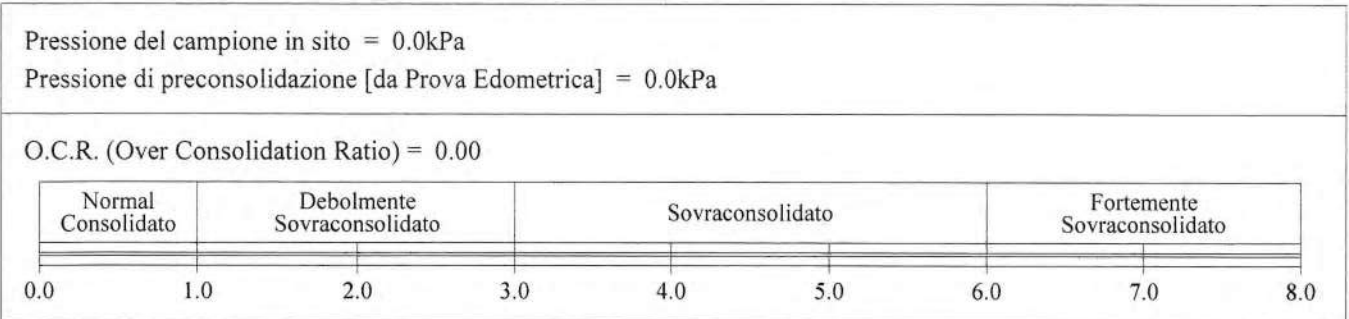 Pressione del campione in sito = 0.0kPa
Pressione di preconsolidazione [da Prova Edometrica] = 0.0kPa
O.C.R. (Over Consolidation Ratio) = 0.00
Normal Consolidato
Debolmente Sovraconsolidato
Sovraconsolidato
Fortemente Sovraconsolidato
0.0 1.0 2.0 3.0 4.0 5.0 6.0 7.0 8.0